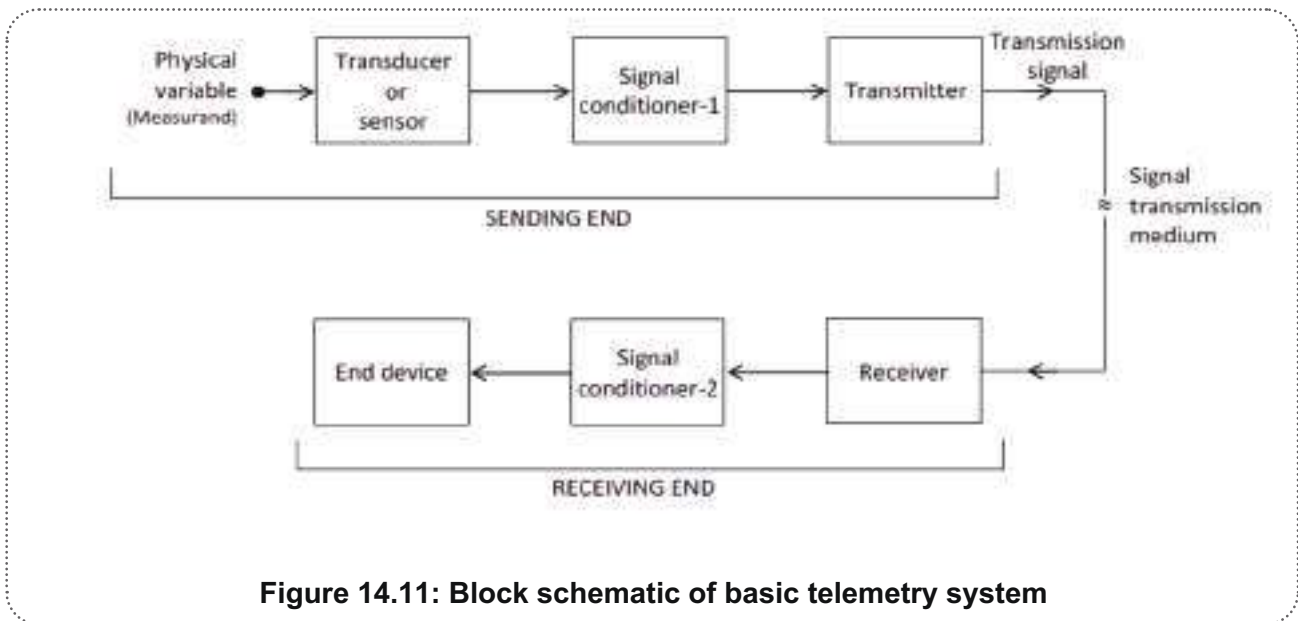 Physical
variable
(Measurand)
Transducer
or
sensor
Signal
conditioner-1
Transmitter
Transmission
signal
SENDING END
Signal
transmission
medium
≈
End device
Signal
conditioner-2
Receiver
RECEIVING END
Figure 14.11: Block schematic of basic telemetry system